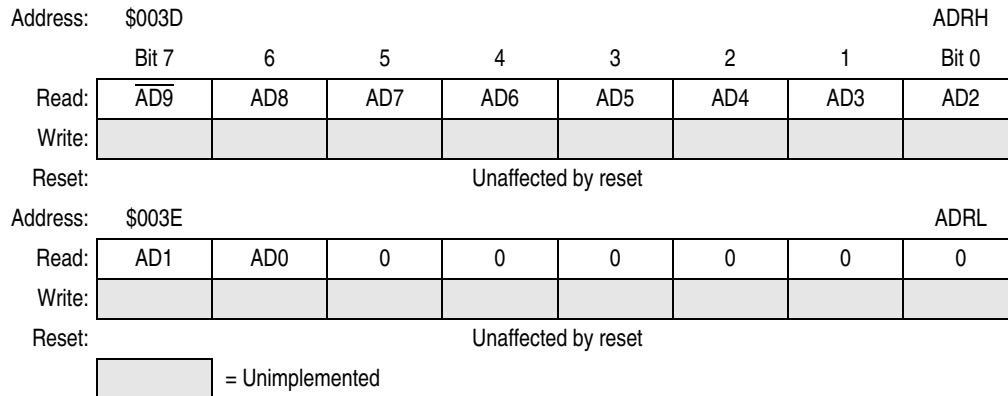 Address: $003D ADRH
Bit 7 6 5 4 3 2 1 Bit 0
Read: A̅D̅9̅ AD8 AD7 AD6 AD5 AD4 AD3 AD2
Write:
Reset: Unaffected by reset
Address: $003E ADRL
Read: AD1 AD0 0 0 0 0 0 0
Write:
Reset: Unaffected by reset
= Unimplemented